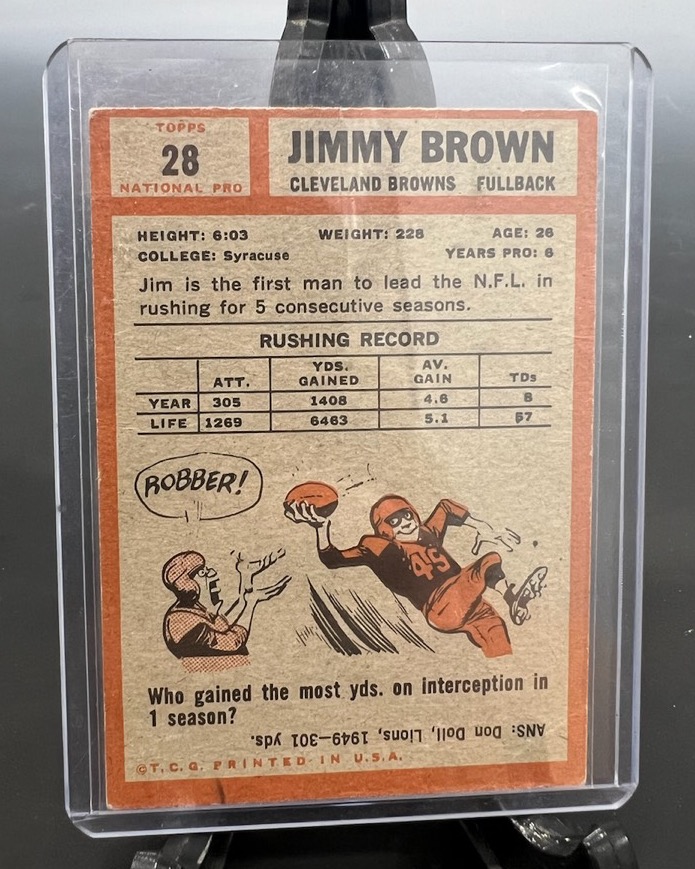 TOPPS
28
NATIONAL PRO
JIMMY BROWN
CLEVELAND BROWNS FULLBACK
HEIGHT: 6:03 WEIGHT: 228 AGE: 26
COLLEGE: Syracuse YEARS PRO: 6
Jim is the first man to lead the N.F.L. in
rushing for 5 consecutive seasons.
RUSHING RECORD
ATT. YDS. GAINED AV. GAIN TDs
YEAR 305 1408 4.6 8
LIFE 1269 6463 5.1 67
ROBBER!
49
Who gained the most yds. on interception in
1 season?
ANS: Don Doll, Lions, 1949—301 yds.
©T.C.G. PRINTED IN U.S.A.